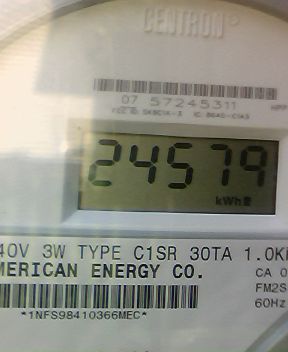 CENTRON®
07 57245311
24579
kWh
40V 3W TYPE C1SR 30TA 1.0K
MERICAN ENERGY CO.
CA 0
FM2S
60Hz
*1NFS98410366MEC*